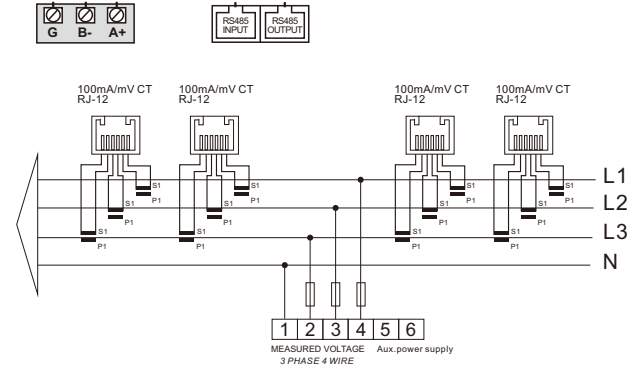 G B- A+
RS485 INPUT
RS485 OUTPUT
100mA/mV CT
RJ-12
100mA/mV CT
RJ-12
100mA/mV CT
RJ-12
100mA/mV CT
RJ-12
S1
P1
S1
P1
S1
P1
S1
P1
S1
P1
S1
P1
S1
P1
S1
P1
S1
P1
S1
P1
S1
P1
S1
P1
L1
L2
L3
N
1 2 3 4 5 6
MEASURED VOLTAGE
3 PHASE 4 WIRE
Aux.power supply